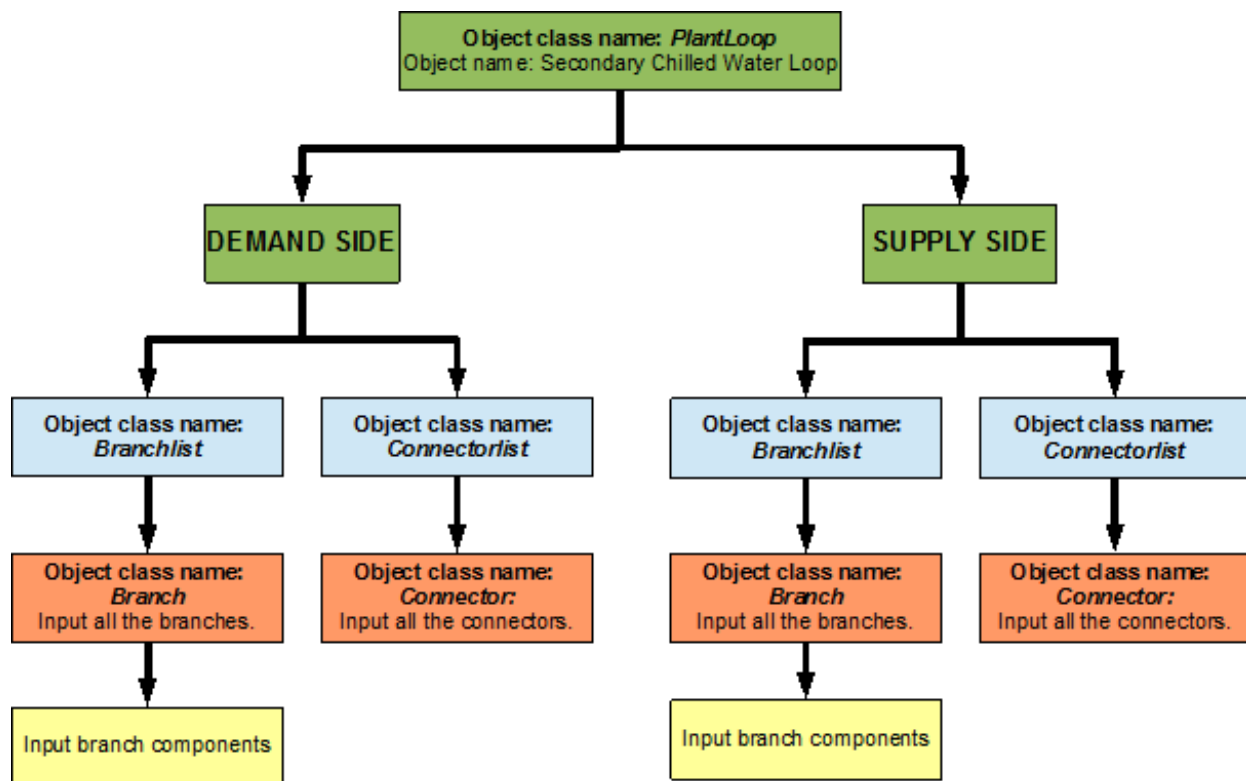 Object class name: PlantLoop
Object name: Secondary Chilled Water Loop
DEMAND SIDE
SUPPLY SIDE
Object class name:
Branchlist
Object class name:
Connectorlist
Object class name:
Branchlist
Object class name:
Connectorlist
Object class name:
Branch
Input all the branches.
Object class name:
Connector:
Input all the connectors.
Object class name:
Branch
Input all the branches.
Object class name:
Connector:
Input all the connectors.
Input branch components
Input branch components